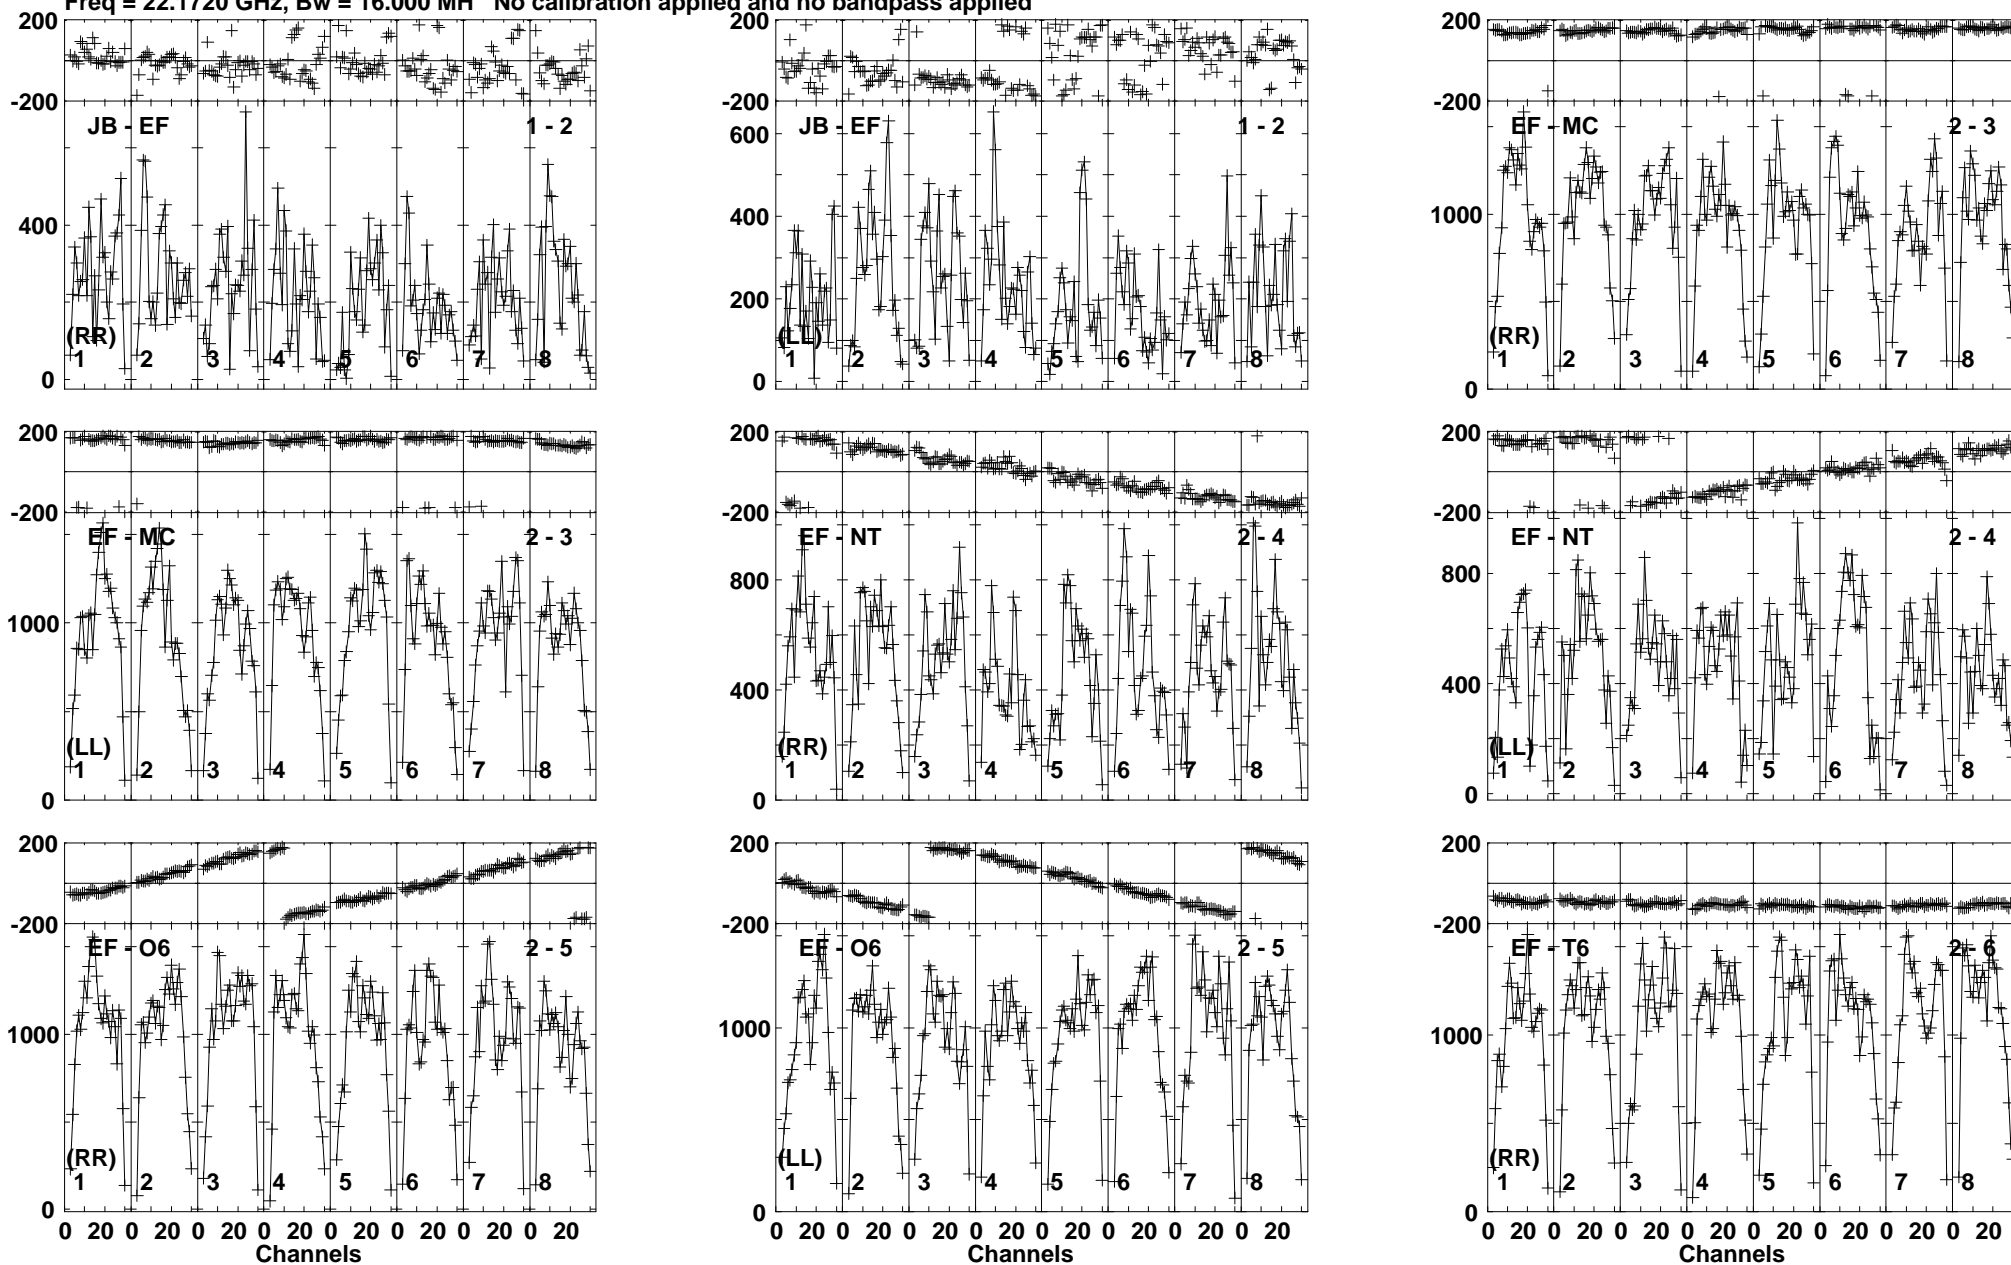 Freq = 22.1720 GHz, Bw = 16.000 MH No calibration applied and no bandpass applied
200 200 200
-200 -200 -200
JB - EF 1 - 2 JB - EF 1 - 2 EF - MC 2 - 3
600
400 400 1000
200
(RR) (LL) (RR)
1 2 3 4 5 6 7 8 1 2 3 4 5 6 7 8 1 2 3 4 5 6 7 8
0 0 0
200 200 200
-200 -200 -200
EF - MC 2 - 3 EF - NT 2 - 4 EF - NT 2 - 4
800 800
1000 400 400
(LL) (RR) (LL)
1 2 3 4 5 6 7 8 1 2 3 4 5 6 7 8 1 2 3 4 5 6 7 8
0 0 0
200 200 200
-200 -200 -200
EF - O6 2 - 5 EF - O6 2 - 5 EF - T6 2 - 6
1000 1000 1000
(RR) (LL) (RR)
1 2 3 4 5 6 7 8 1 2 3 4 5 6 7 8 1 2 3 4 5 6 7 8
0 0 0
0 20 0 20 0 20 0 20 0 20 0 20 0 20 0 20 0 20 0 20 0 20 0 20 0 20 0 20 0 20 0 20 0 20 0 20 0 20 0 20 0 20 0 20 0 20 0 20
Channels Channels Channels